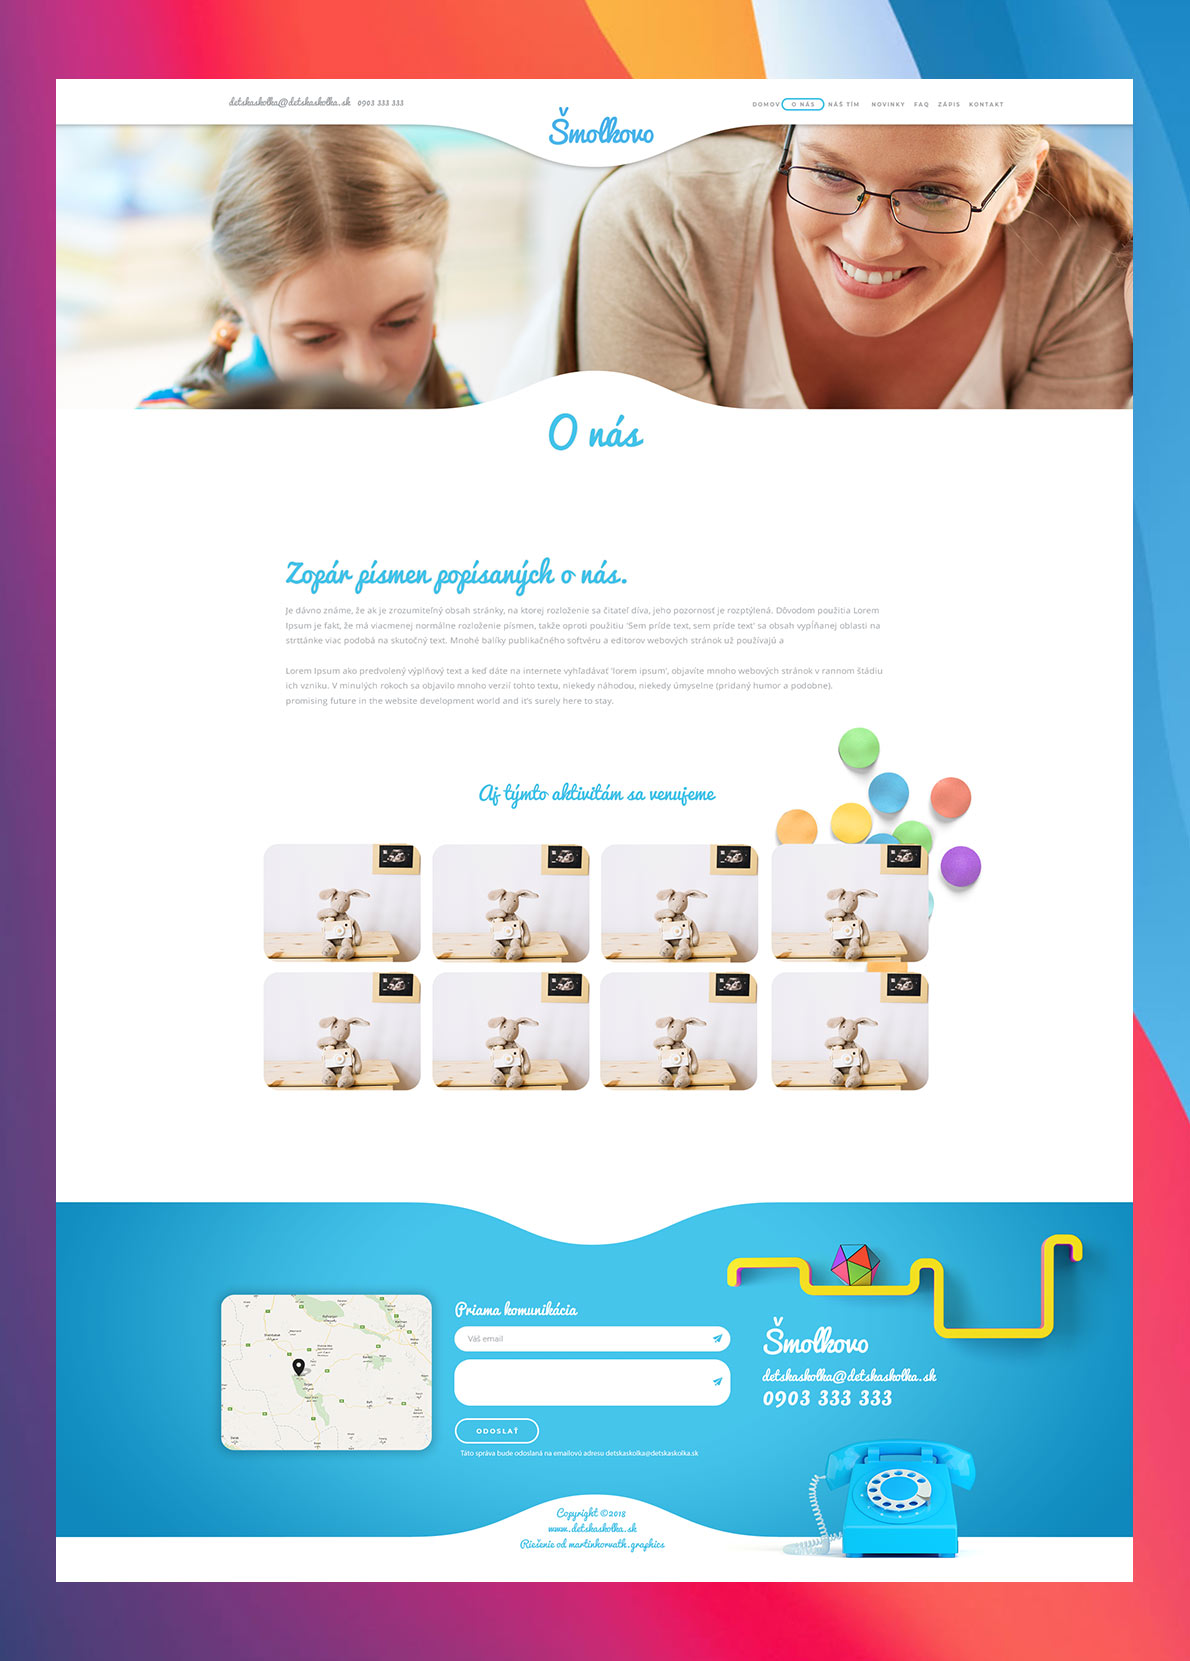 detskaskolka@detskaskolka.sk 0903 333 333
DOMOV O NÁS NÁŠ TÍM NOVINKY FAQ ZÁPIS KONTAKT
Šmolkovo
O nás
Zopár písmen popísaných o nás.
Je dávno známe, že ak je zrozumiteľný obsah stránky, na ktorej rozloženie sa čitateľ díva, jeho pozornosť je rozptýlená. Dôvodom použitia Lorem
Ipsum je fakt, že má viacmenej normálne rozloženie písmen, takže oproti použitiu 'Sem príde text, sem príde text' sa obsah vypĺňanej oblasti na
strttánke viac podobá na skutočný text. Mnohé balíky publikačného softvéru a editorov webových stránok už používajú a
Lorem Ipsum ako predvolený výplňový text a keď dáte na internete vyhľadávať 'lorem ipsum', objavíte mnoho webových stránok v rannom štádiu
ich vzniku. V minulých rokoch sa objavilo mnoho verzií tohto textu, niekedy náhodou, niekedy úmyselne (pridaný humor a podobne).
promising future in the website development world and it's surely here to stay.
Aj týmto aktivitám sa venujeme
Priama komunikácia
Váš email
ODOSLAŤ
Táto správa bude odoslaná na emailovú adresu detskaskolka@detskaskolka.sk
Šmolkovo
detskaskolka@detskaskolka.sk
0903 333 333
Copyright ©2018
www.detskaskolka.sk
Riešenie od martinhorvath.graphics